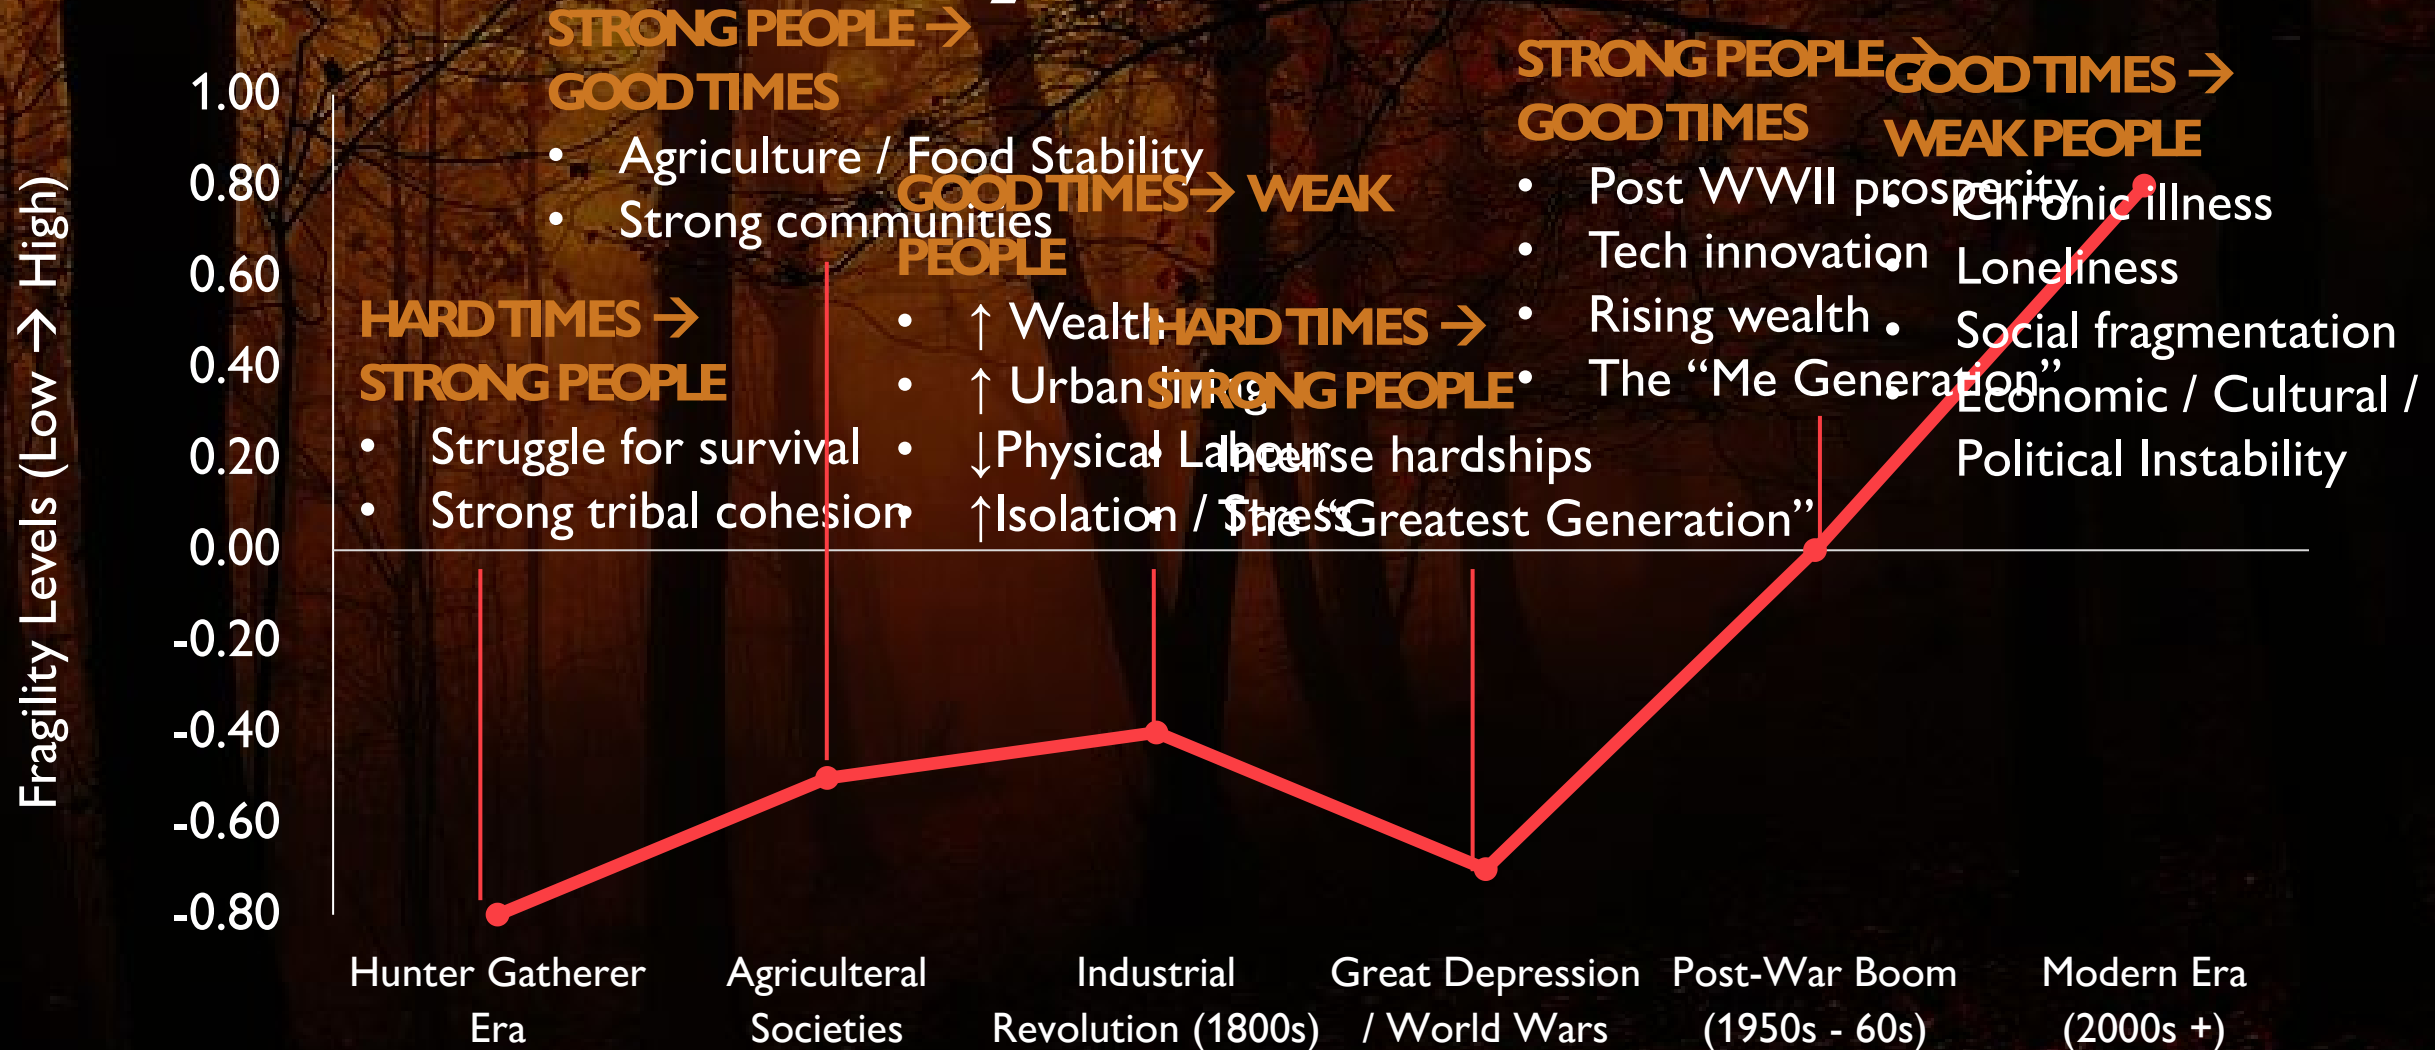 Fragility Levels (Low → High)
1.00
0.80
0.60
0.40
0.20
0.00
-0.20
-0.40
-0.60
-0.80
HARD TIMES →
STRONG PEOPLE
• Struggle for survival
• Strong tribal cohesion
STRONG PEOPLE →
GOOD TIMES
• Agriculture / Food Stability
• Strong communities
GOOD TIMES → WEAK
PEOPLE
• ↑ Wealth
• ↑ Urban living
• ↓Physical Labour
• ↑Isolation / Stress
HARD TIMES →
STRONG PEOPLE
• Intense hardships
• The “Greatest Generation”
STRONG PEOPLE →
GOOD TIMES
• Post WWII prosperity
• Tech innovation
• Rising wealth
• The “Me Generation”
GOOD TIMES →
WEAK PEOPLE
• Chronic illness
• Loneliness
• Social fragmentation
• Economic / Cultural /
Political Instability
Hunter Gatherer
Era
Agriculteral
Societies
Industrial
Revolution (1800s)
Great Depression
/ World Wars
Post-War Boom
(1950s - 60s)
Modern Era
(2000s +)